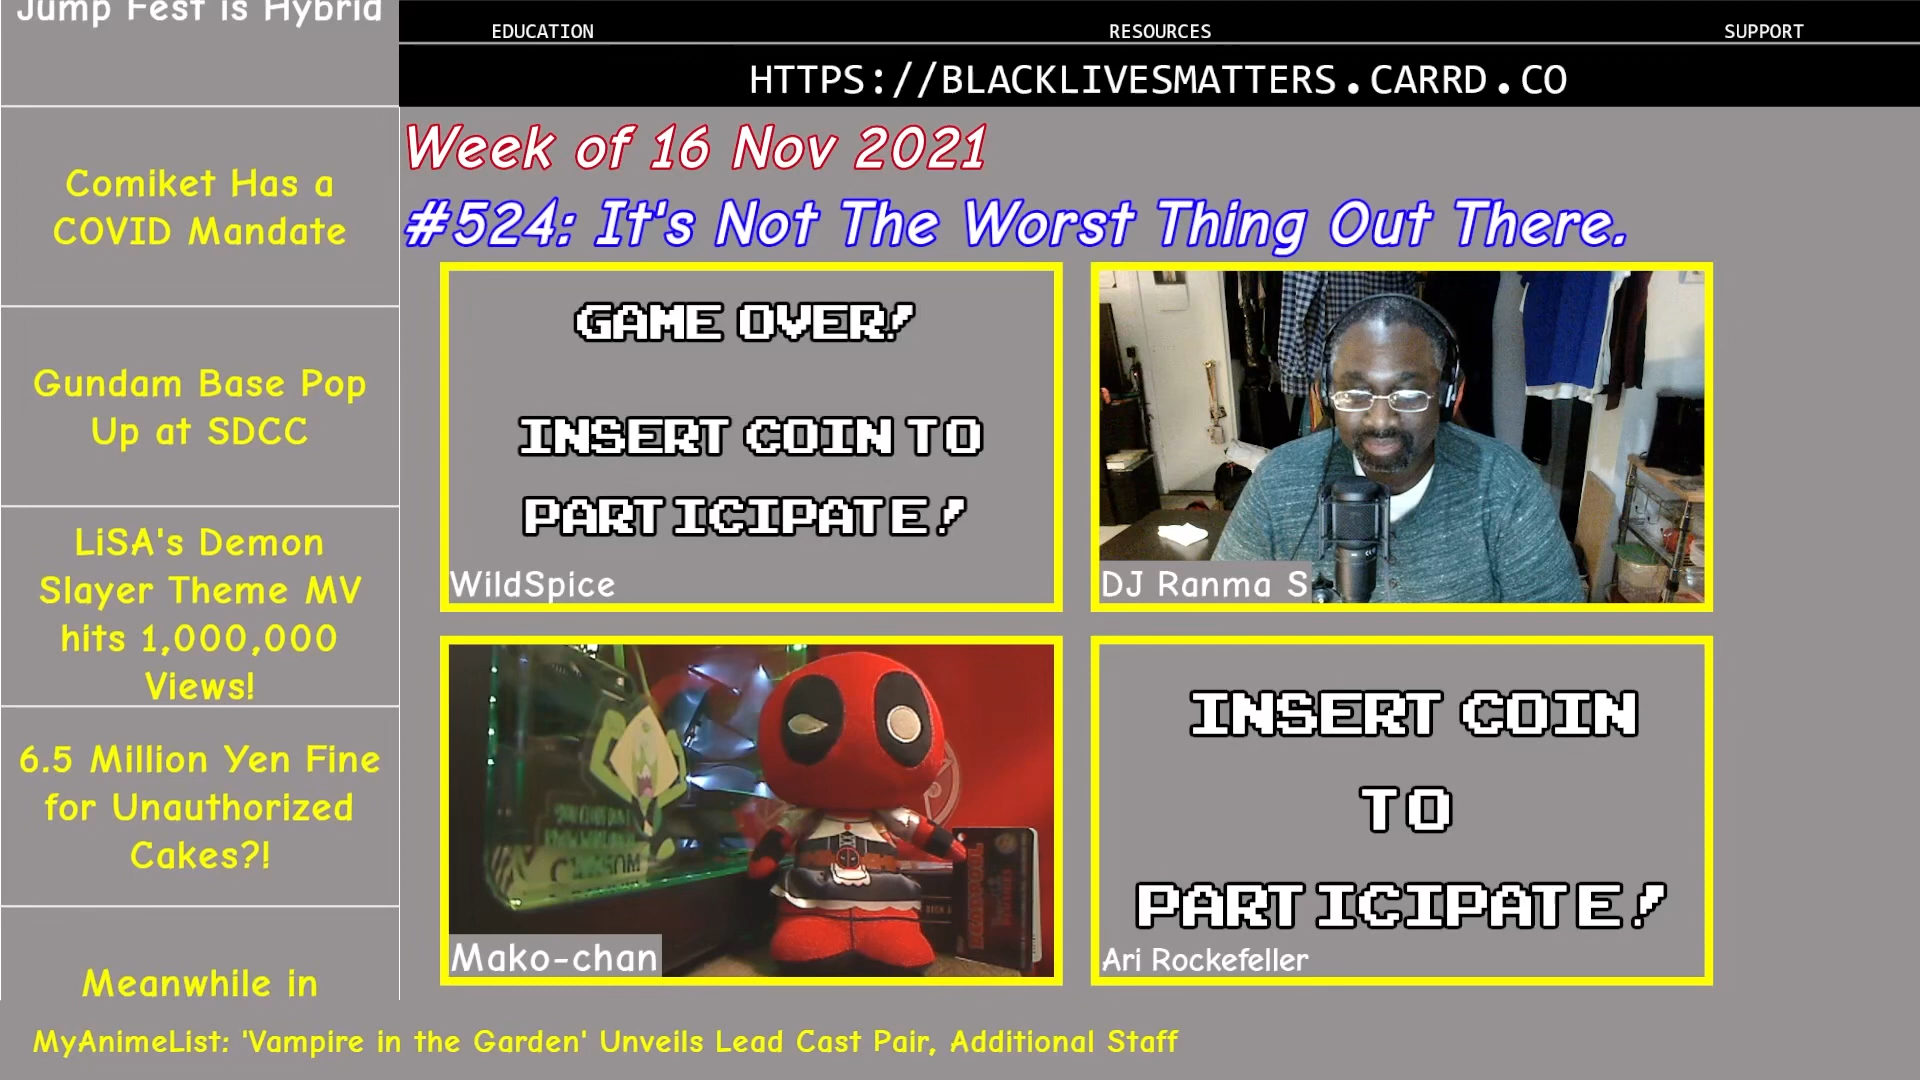 Jump Fest is Hybrid
Comiket Has a
COVID Mandate
Gundam Base Pop
Up at SDCC
LiSA's Demon
Slayer Theme MV
hits 1,000,000
Views!
6.5 Million Yen Fine
for Unauthorized
Cakes?!
Meanwhile in
EDUCATION
RESOURCES
SUPPORT
HTTPS://BLACKLIVESMATTERS.CARRD.CO
Week of 16 Nov 2021
#524: It's Not The Worst Thing Out There.
GAME OVER!
INSERT COIN TO
PARTICIPATE!
WildSpice
DJ Ranma S
DEADPOOL
Mako-chan
INSERT COIN
TO
PARTICIPATE!
Ari Rockefeller
MyAnimeList: 'Vampire in the Garden' Unveils Lead Cast Pair, Additional Staff